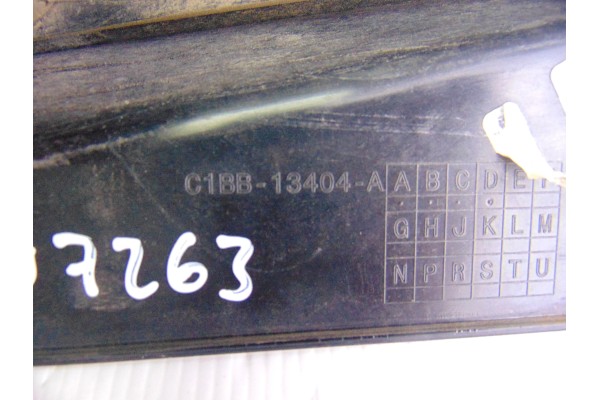 C1BB-13404-A A B C D E F
G H J K L M
N P R S T U
7263